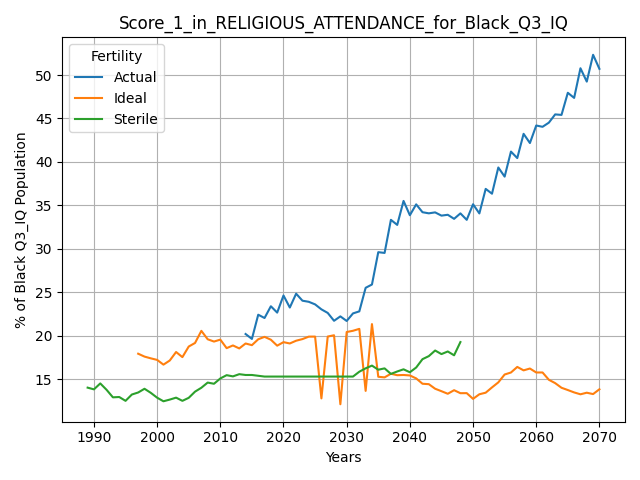 Score_1_in_RELIGIOUS_ATTENDANCE_for_Black_Q3_IQ
Fertility
Actual
Ideal
Sterile
% of Black Q3_IQ Population
50
45
40
35
30
25
20
15
1990 2000 2010 2020 2030 2040 2050 2060 2070
Years